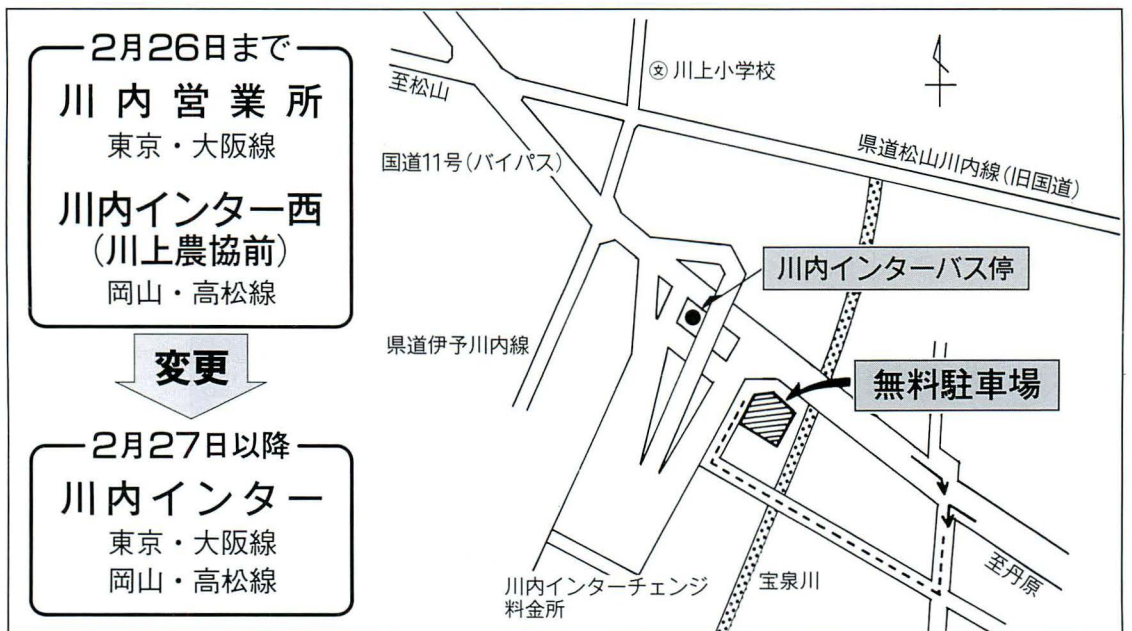 2月26日まで
川内営業所
東京・大阪線
川内インター西
(川上農協前)
岡山・高松線
変更
2月27日以降
川内インター
東京・大阪線
岡山・高松線
至松山
文 川上小学校
国道11号(バイパス)
県道松山川内線(旧国道)
川内インターバス停
県道伊予川内線
無料駐車場
至丹原
川内インターチェンジ
料金所
宝泉川